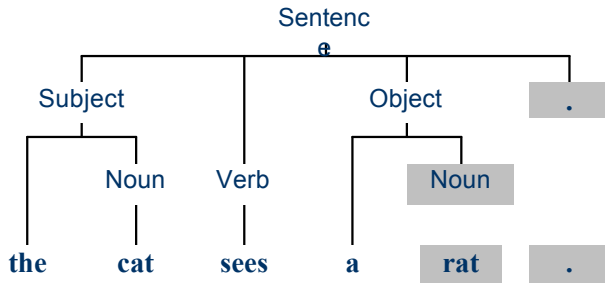 Sentenc
e
Subject Object .
Noun Verb Noun
the cat sees a rat .